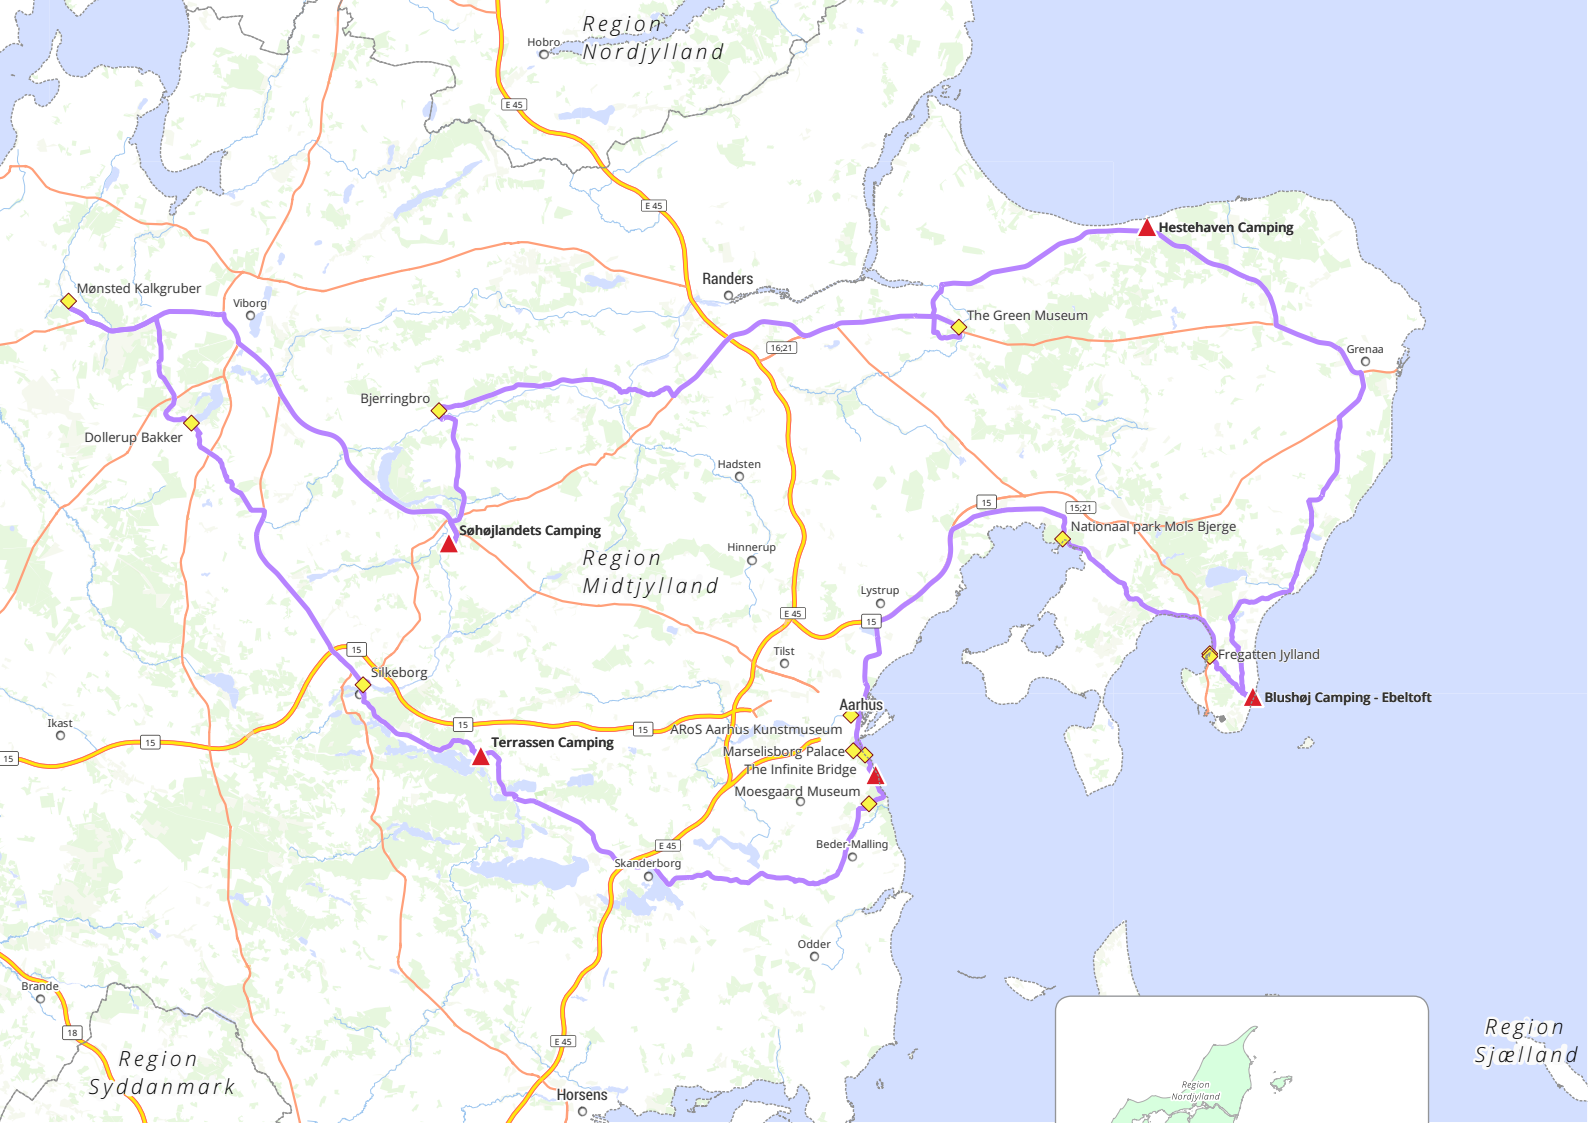 Region
Nordjylland
Hobro
E 45
E 45
Hestehaven Camping
Randers
Mønsted Kalkgruber
Viborg
The Green Museum
16;21
Grenaa
Bjerringbro
Dollerup Bakker
Hadsten
15
15;21
Nationaal park Mols Bjerge
Søhøjlandets Camping
Region
Midtjylland
Hinnerup
Lystrup
E 45
15
15
Tilst
Fregatten Jylland
Silkeborg
Blushøj Camping - Ebeltoft
Aarhus
Ikast
15
15
ARoS Aarhus Kunstmuseum
15
15
Terrassen Camping
Marselisborg Palace
The Infinite Bridge
Moesgaard Museum
E 45
Beder-Malling
Skanderborg
Odder
Brande
18
E 45
Region
Syddanmark
Region
Sjælland
Horsens
Region
Nordjylland